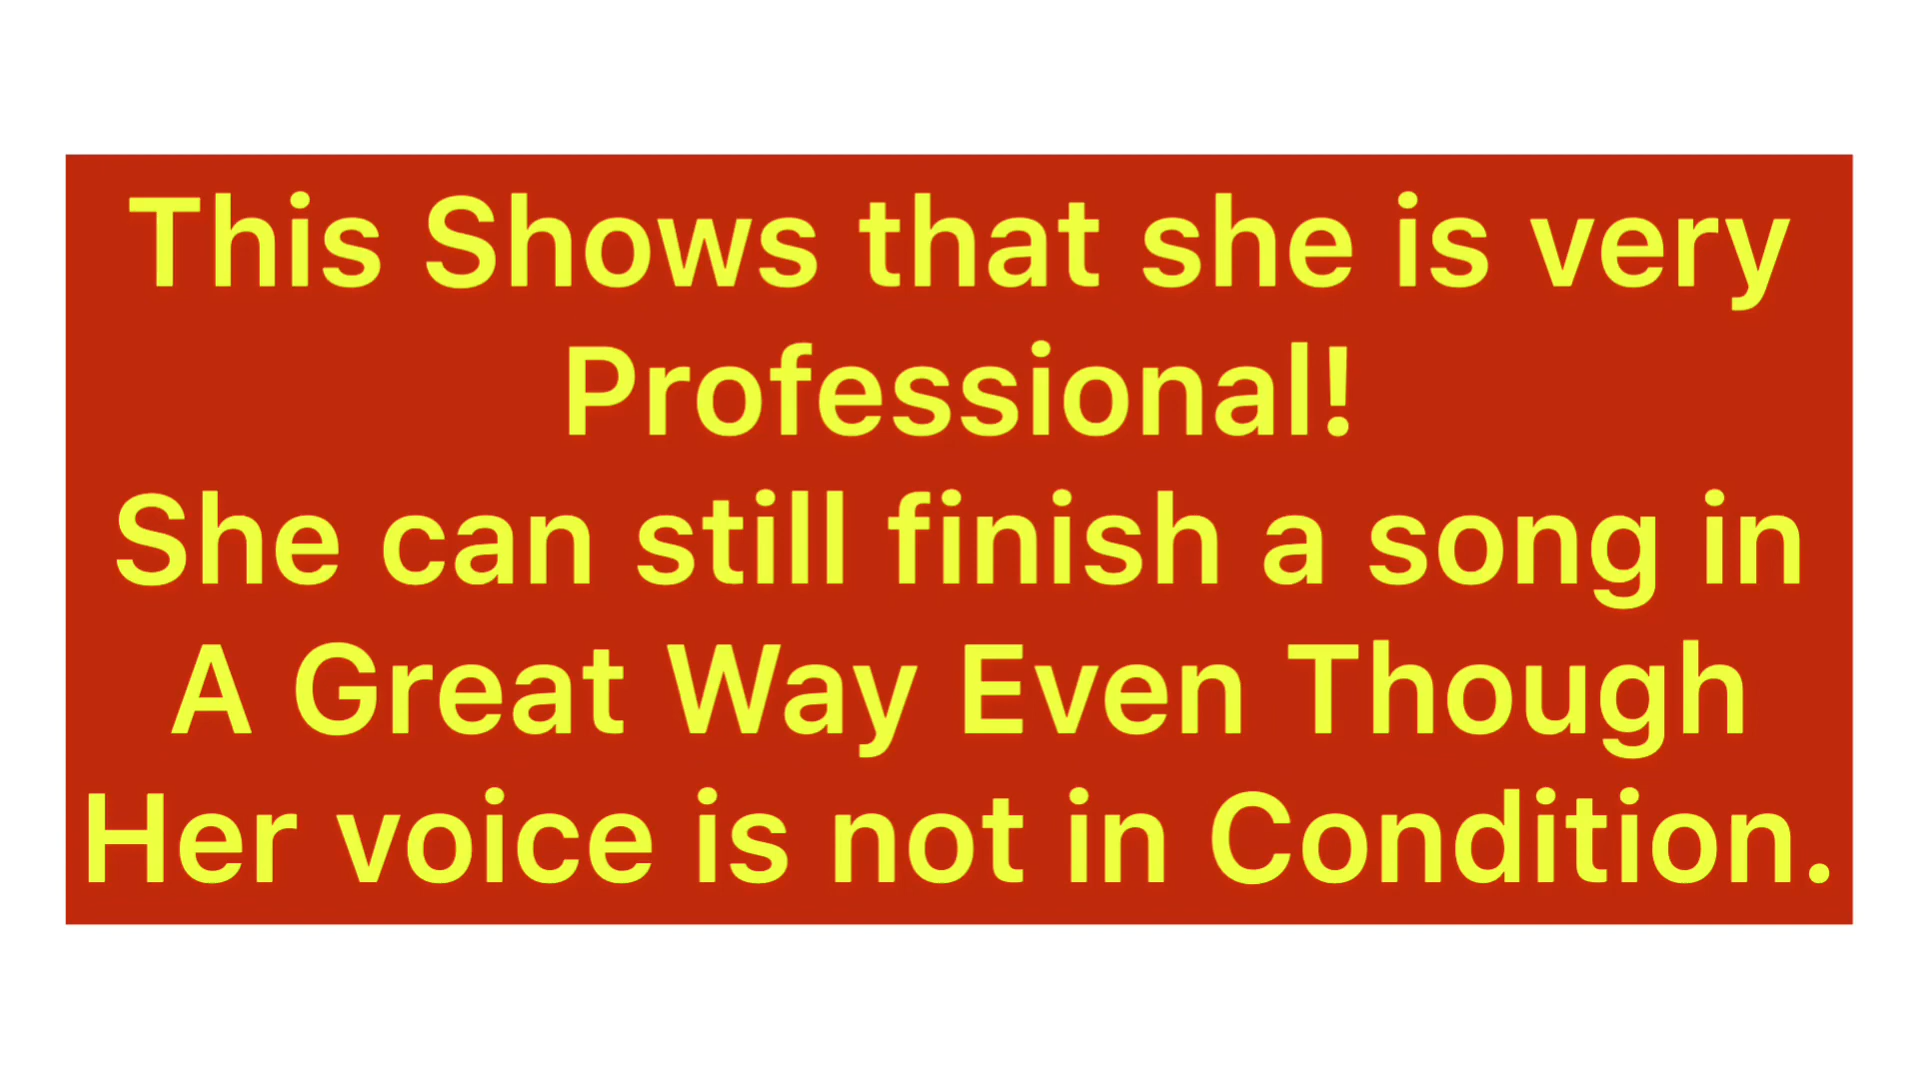 This Shows that she is very
Professional!
She can still finish a song in
A Great Way Even Though
Her voice is not in Condition.